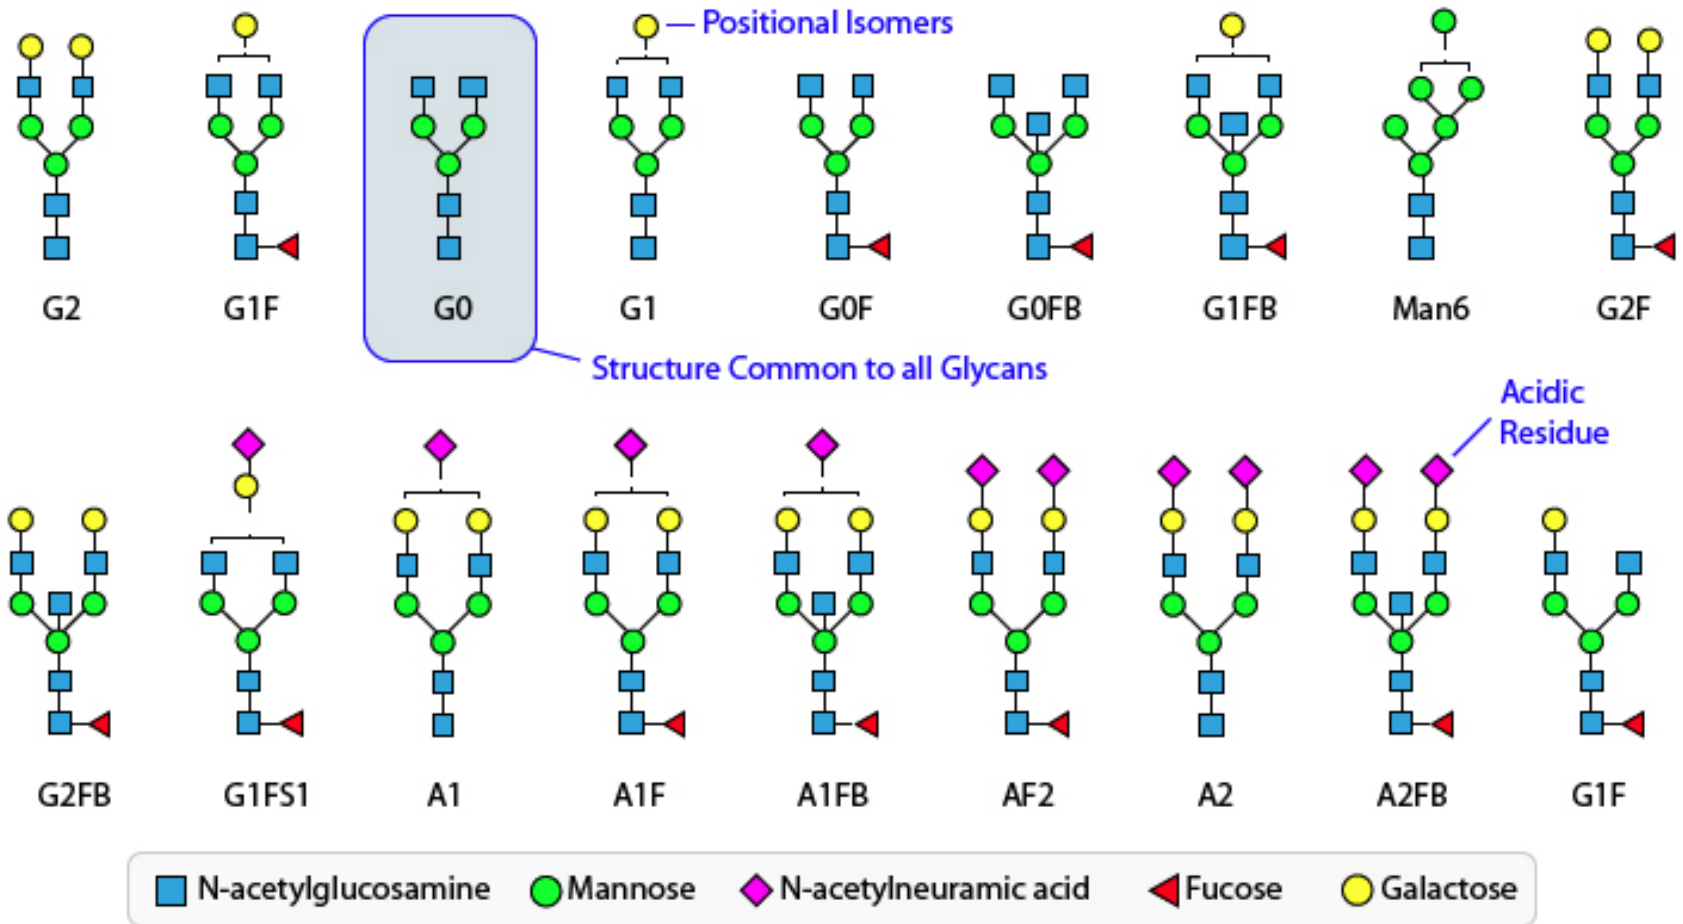 Positional Isomers
G2
G1F
G0
G1
G0F
G0FB
G1FB
Man6
G2F
Structure Common to all Glycans
Acidic
Residue
G2FB
G1FS1
A1
A1F
A1FB
AF2
A2
A2FB
G1F
N-acetylglucosamine
Mannose
N-acetylneuramic acid
Fucose
Galactose